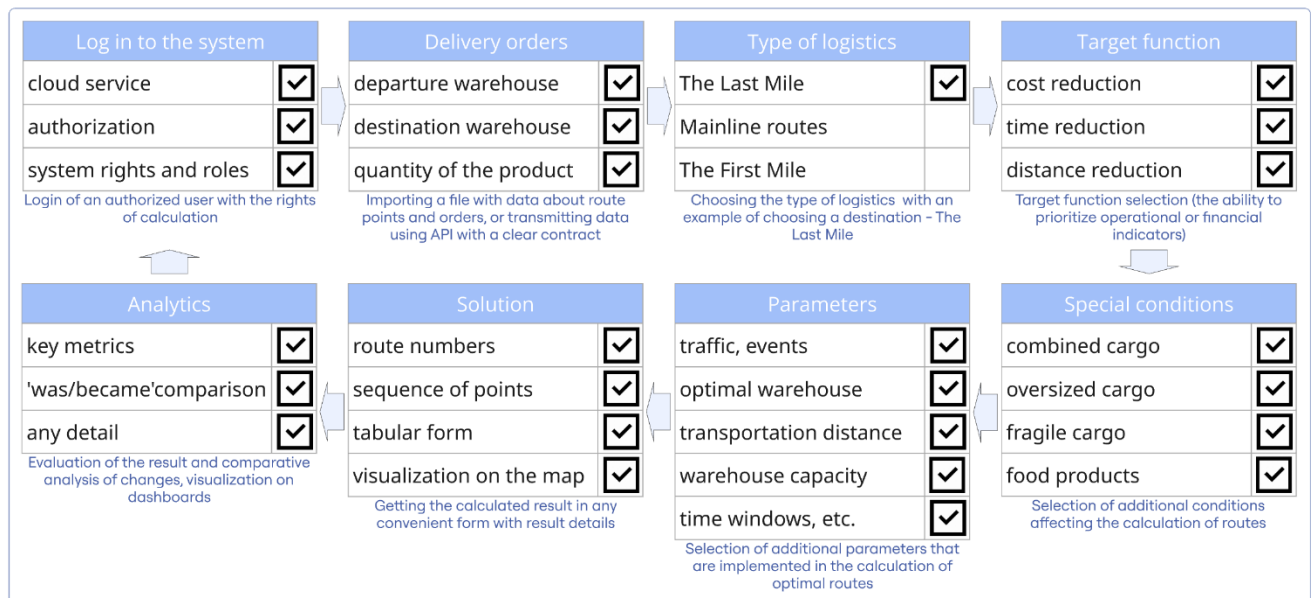 Log in to the system
cloud service
authorization
system rights and roles
Login of an authorized user with the rights
of calculation
Delivery orders
departure warehouse
destination warehouse
quantity of the product
Importing a file with data about route
points and orders, or transmitting data
using API with a clear contract
Type of logistics
The Last Mile
Mainline routes
The First Mile
Choosing the type of logistics with an
example of choosing a destination - The
Last Mile
Target function
cost reduction
time reduction
distance reduction
Target function selection (the ability to
prioritize operational or financial
indicators)
Analytics
key metrics
'was/became'comparison
any detail
Evaluation of the result and comparative
analysis of changes, visualization on
dashboards
Solution
route numbers
sequence of points
tabular form
visualization on the map
Getting the calculated result in any
convenient form with result details
Parameters
traffic, events
optimal warehouse
transportation distance
warehouse capacity
time windows, etc.
Selection of additional parameters that
are implemented in the calculation of
optimal routes
Special conditions
combined cargo
oversized cargo
fragile cargo
food products
Selection of additional conditions
affecting the calculation of routes